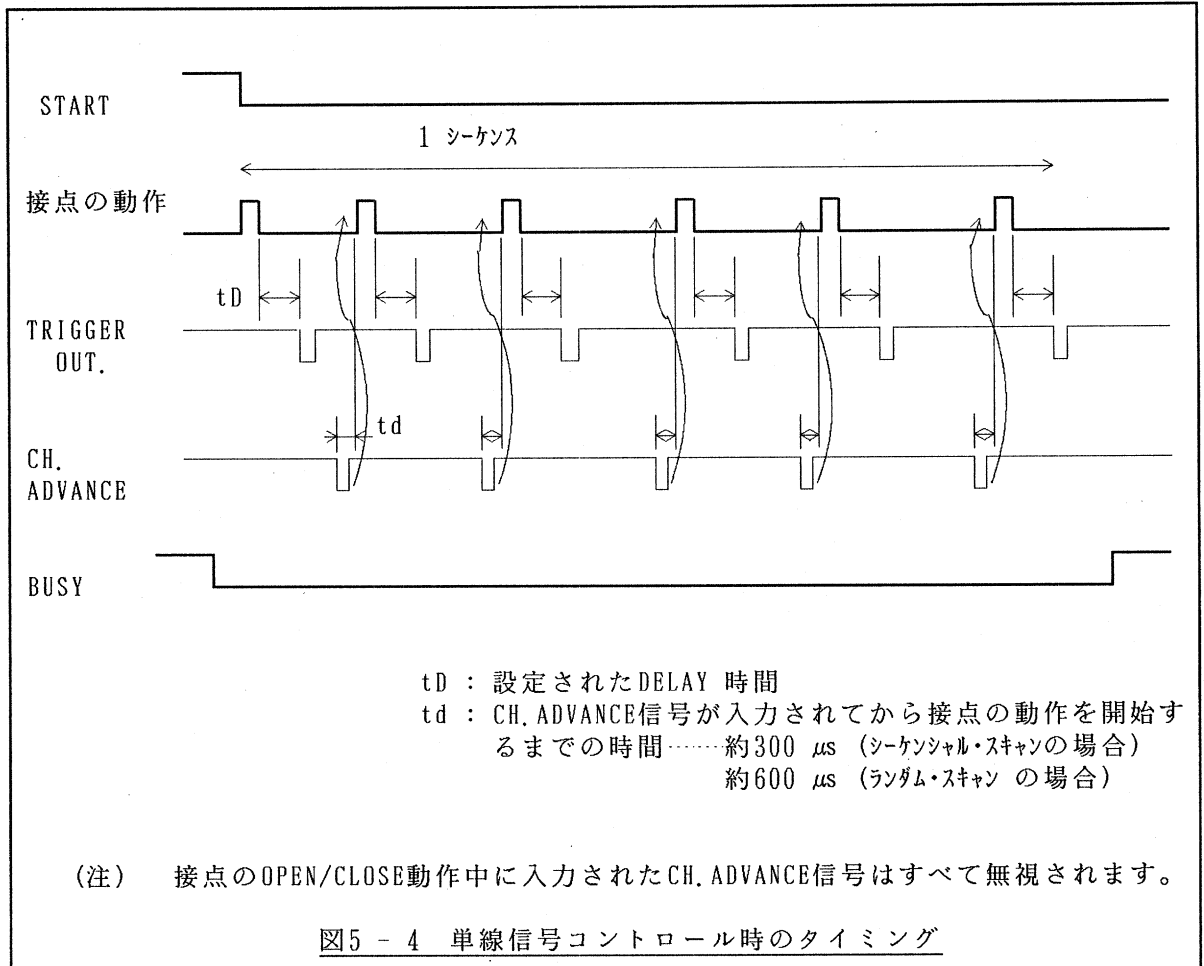 START
1 シーケンス
接点の動作
tD
TRIGGER
OUT.
td
CH.
ADVANCE
BUSY
tD : 設定されたDELAY 時間
td : CH.ADVANCE信号が入力されてから接点の動作を開始す
るまでの時間……約300 μs (シーケンシャル・スキャンの場合)
約600 μs (ランダム・スキャン の場合)
(注) 接点のOPEN/CLOSE動作中に入力されたCH.ADVANCE信号はすべて無視されます。
図5 - 4 単線信号コントロール時のタイミング